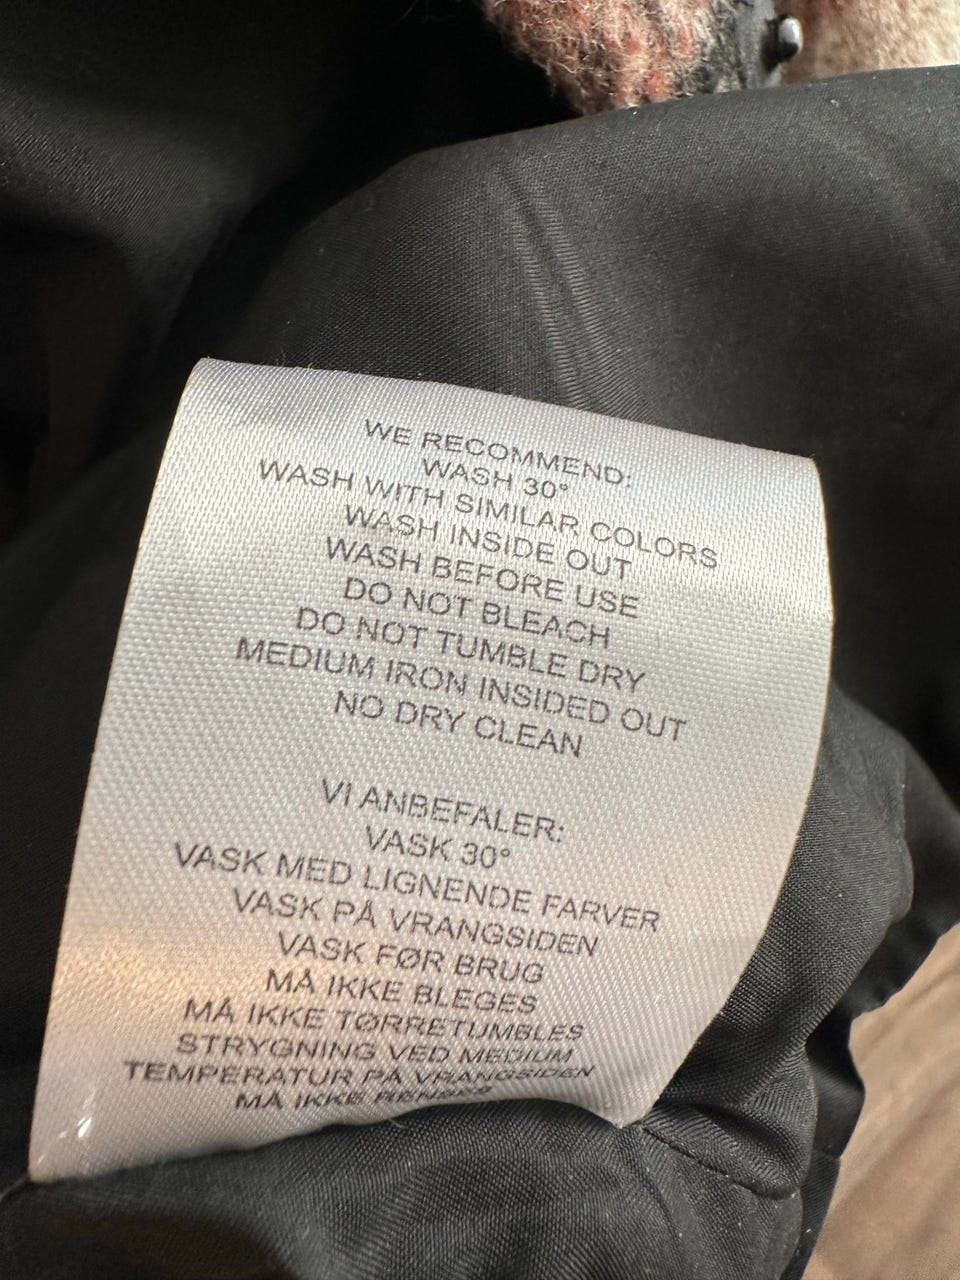 WE RECOMMEND:
WASH 30°
WASH WITH SIMILAR COLORS
WASH INSIDE OUT
WASH BEFORE USE
DO NOT BLEACH
DO NOT TUMBLE DRY
MEDIUM IRON INSIDED OUT
NO DRY CLEAN
VI ANBEFALER:
VASK 30°
VASK MED LIGNENDE FARVER
VASK PÅ VRANGSIDEN
VASK FØR BRUG
MÅ IKKE BLEGES
MÅ IKKE TØRRETUMBLES
STRYGNING VED MEDIUM
TEMPERATUR PÅ VRANGSIDEN
MÅ IKKE RENSES